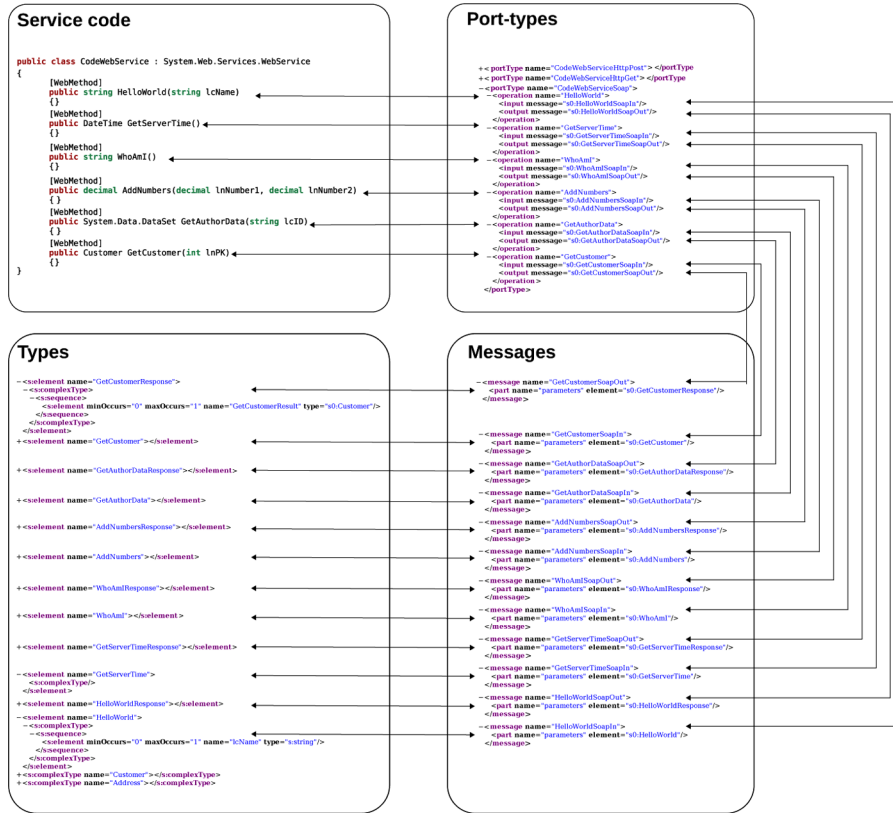 Service code
public class CodeWebService : System.Web.Services.WebService
{
[WebMethod]
public string HelloWorld(string lcName)
{}
[WebMethod]
public DateTime GetServerTime()
{}
[WebMethod]
public string WhoAmI()
{}
[WebMethod]
public decimal AddNumbers(decimal lnNumber1, decimal lnNumber2)
{}
[WebMethod]
public System.Data.DataSet GetAuthorData(string lcID)
{}
[WebMethod]
public Customer GetCustomer(int lnPK)
{}
}
Port-types
+<portType name="CodeWebServiceHttpPost"></portType
+<portType name="CodeWebServiceHttpGet"></portType
−<portType name="CodeWebServiceSoap">
−<operation name="HelloWorld">
<input message="s0:HelloWorldSoapIn"/>
<output message="s0:HelloWorldSoapOut"/>
</operation>
−<operation name="GetServerTime">
<input message="s0:GetServerTimeSoapIn"/>
<output message="s0:GetServerTimeSoapOut"/>
</operation>
−<operation name="WhoAmI">
<input message="s0:WhoAmISoapIn"/>
<output message="s0:WhoAmISoapOut"/>
</operation>
−<operation name="AddNumbers">
<input message="s0:AddNumbersSoapIn"/>
<output message="s0:AddNumbersSoapOut"/>
</operation>
−<operation name="GetAuthorData">
<input message="s0:GetAuthorDataSoapIn"/>
<output message="s0:GetAuthorDataSoapOut"/>
</operation>
−<operation name="GetCustomer">
<input message="s0:GetCustomerSoapIn"/>
<output message="s0:GetCustomerSoapOut"/>
</operation>
</portType>
Types
−<s:element name="GetCustomerResponse">
−<s:complexType>
−<s:sequence>
<s:element minOccurs="0" maxOccurs="1" name="GetCustomerResult" type="s0:Customer"/>
</s:sequence>
</s:complexType>
</s:element>
+<s:element name="GetCustomer"></s:element>
+<s:element name="GetAuthorDataResponse"></s:element>
+<s:element name="GetAuthorData"></s:element>
+<s:element name="AddNumbersResponse"></s:element>
+<s:element name="AddNumbers"></s:element>
+<s:element name="WhoAmIResponse"></s:element>
+<s:element name="WhoAmI"></s:element>
+<s:element name="GetServerTimeResponse"></s:element>
−<s:element name="GetServerTime">
<s:complexType/>
</s:element>
+<s:element name="HelloWorldResponse"></s:element>
−<s:element name="HelloWorld">
−<s:complexType>
−<s:sequence>
<s:element minOccurs="0" maxOccurs="1" name="lcName" type="s:string"/>
</s:sequence>
</s:complexType>
</s:element>
+<s:complexType name="Customer"></s:complexType>
+<s:complexType name="Address"></s:complexType>
Messages
−<message name="GetCustomerSoapOut">
<part name="parameters" element="s0:GetCustomerResponse"/>
</message>
−<message name="GetCustomerSoapIn">
<part name="parameters" element="s0:GetCustomer"/>
</message>
−<message name="GetAuthorDataSoapOut">
<part name="parameters" element="s0:GetAuthorDataResponse"/>
</message>
−<message name="GetAuthorDataSoapIn">
<part name="parameters" element="s0:GetAuthorData"/>
</message>
−<message name="AddNumbersSoapOut">
<part name="parameters" element="s0:AddNumbersResponse"/>
</message>
−<message name="AddNumbersSoapIn">
<part name="parameters" element="s0:AddNumbers"/>
</message>
−<message name="WhoAmISoapOut">
<part name="parameters" element="s0:WhoAmIResponse"/>
</message>
−<message name="WhoAmISoapIn">
<part name="parameters" element="s0:WhoAmI"/>
</message>
−<message name="GetServerTimeSoapOut">
<part name="parameters" element="s0:GetServerTimeResponse"/>
</message>
−<message name="GetServerTimeSoapIn">
<part name="parameters" element="s0:GetServerTime"/>
</message>
−<message name="HelloWorldSoapOut">
<part name="parameters" element="s0:HelloWorldResponse"/>
</message>
−<message name="HelloWorldSoapIn">
<part name="parameters" element="s0:HelloWorld"/>
</message>